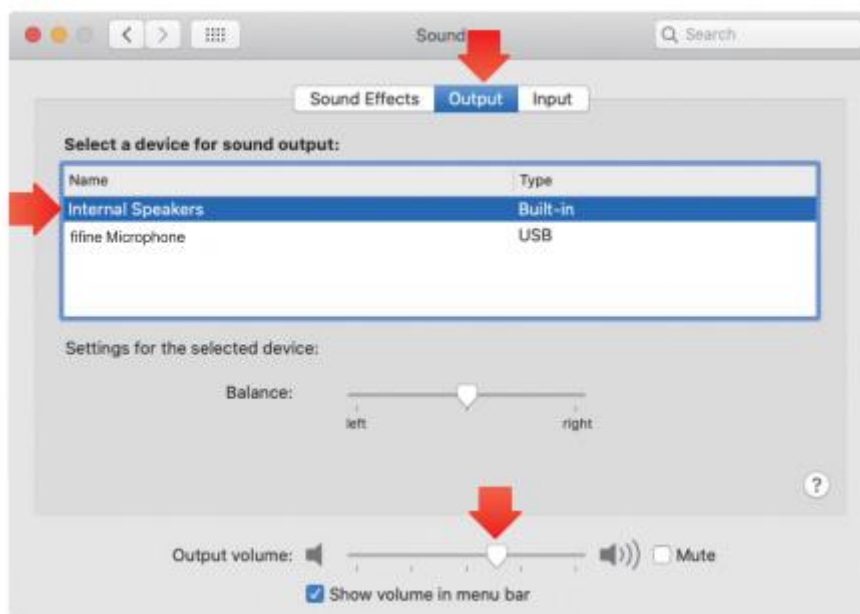 Sound
Search
Sound Effects Output Input
Select a device for sound output:
Name Type
Internal Speakers Built-in
fifine Microphone USB
Settings for the selected device:
Balance:
left right
?
Output volume: Mute
Show volume in menu bar